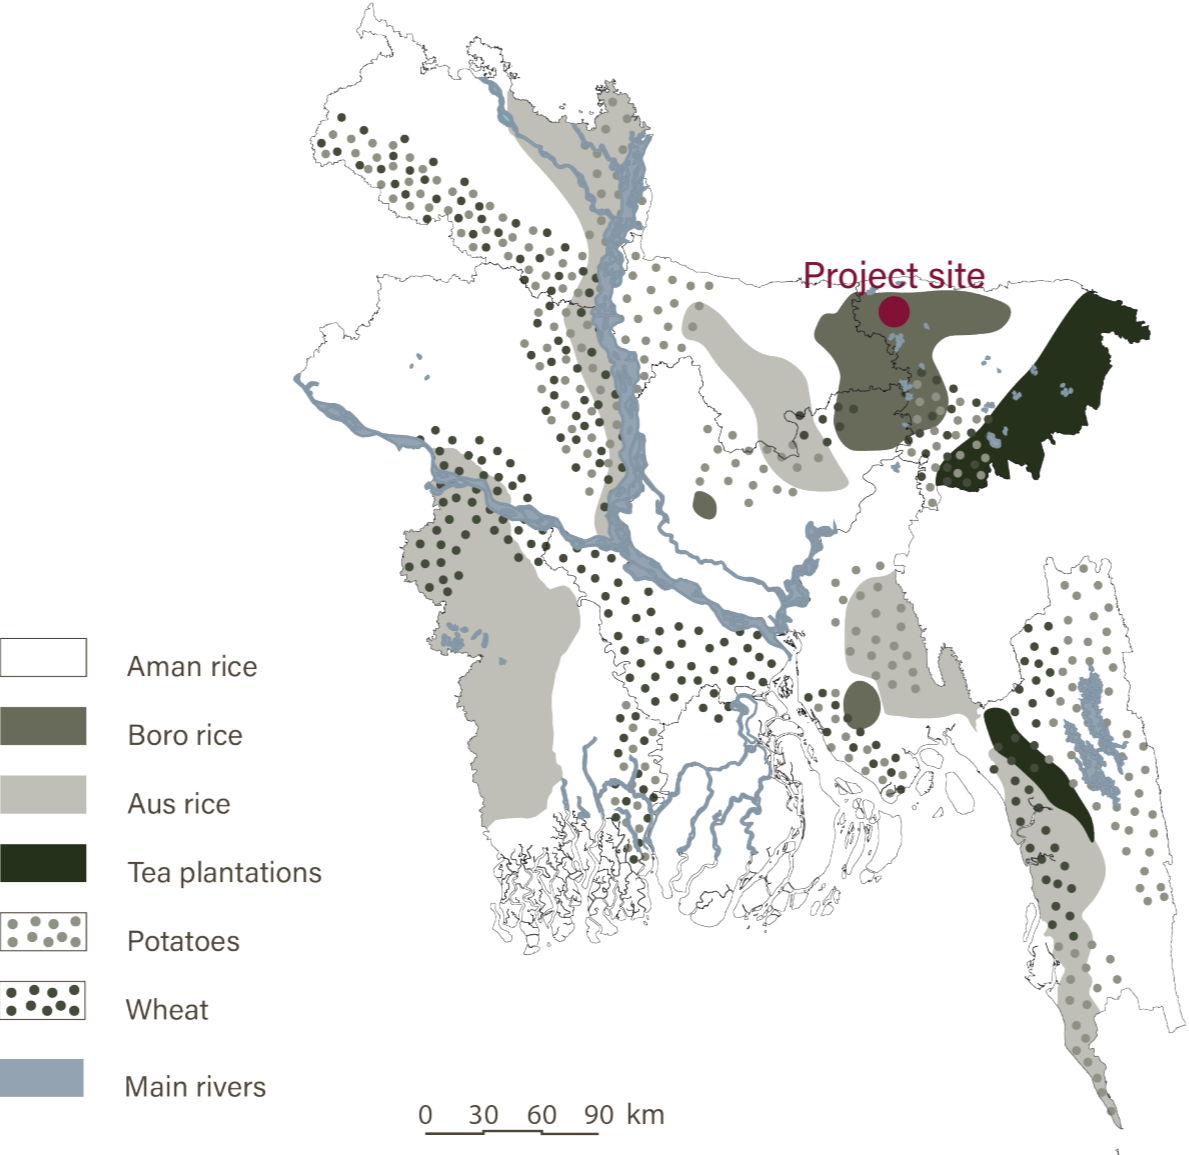 Project site
Aman rice
Boro rice
Aus rice
Tea plantations
Potatoes
Wheat
Main rivers
0 30 60 90 km